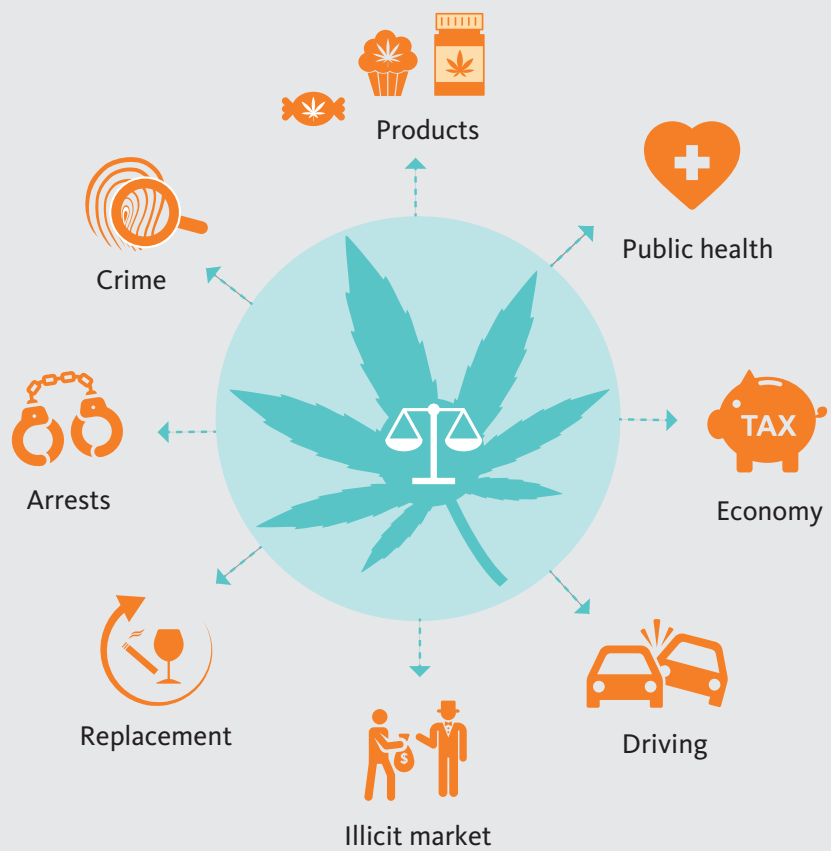 Products
Public health
TAX
Economy
Driving
$
Illicit market
Replacement
Arrests
Crime